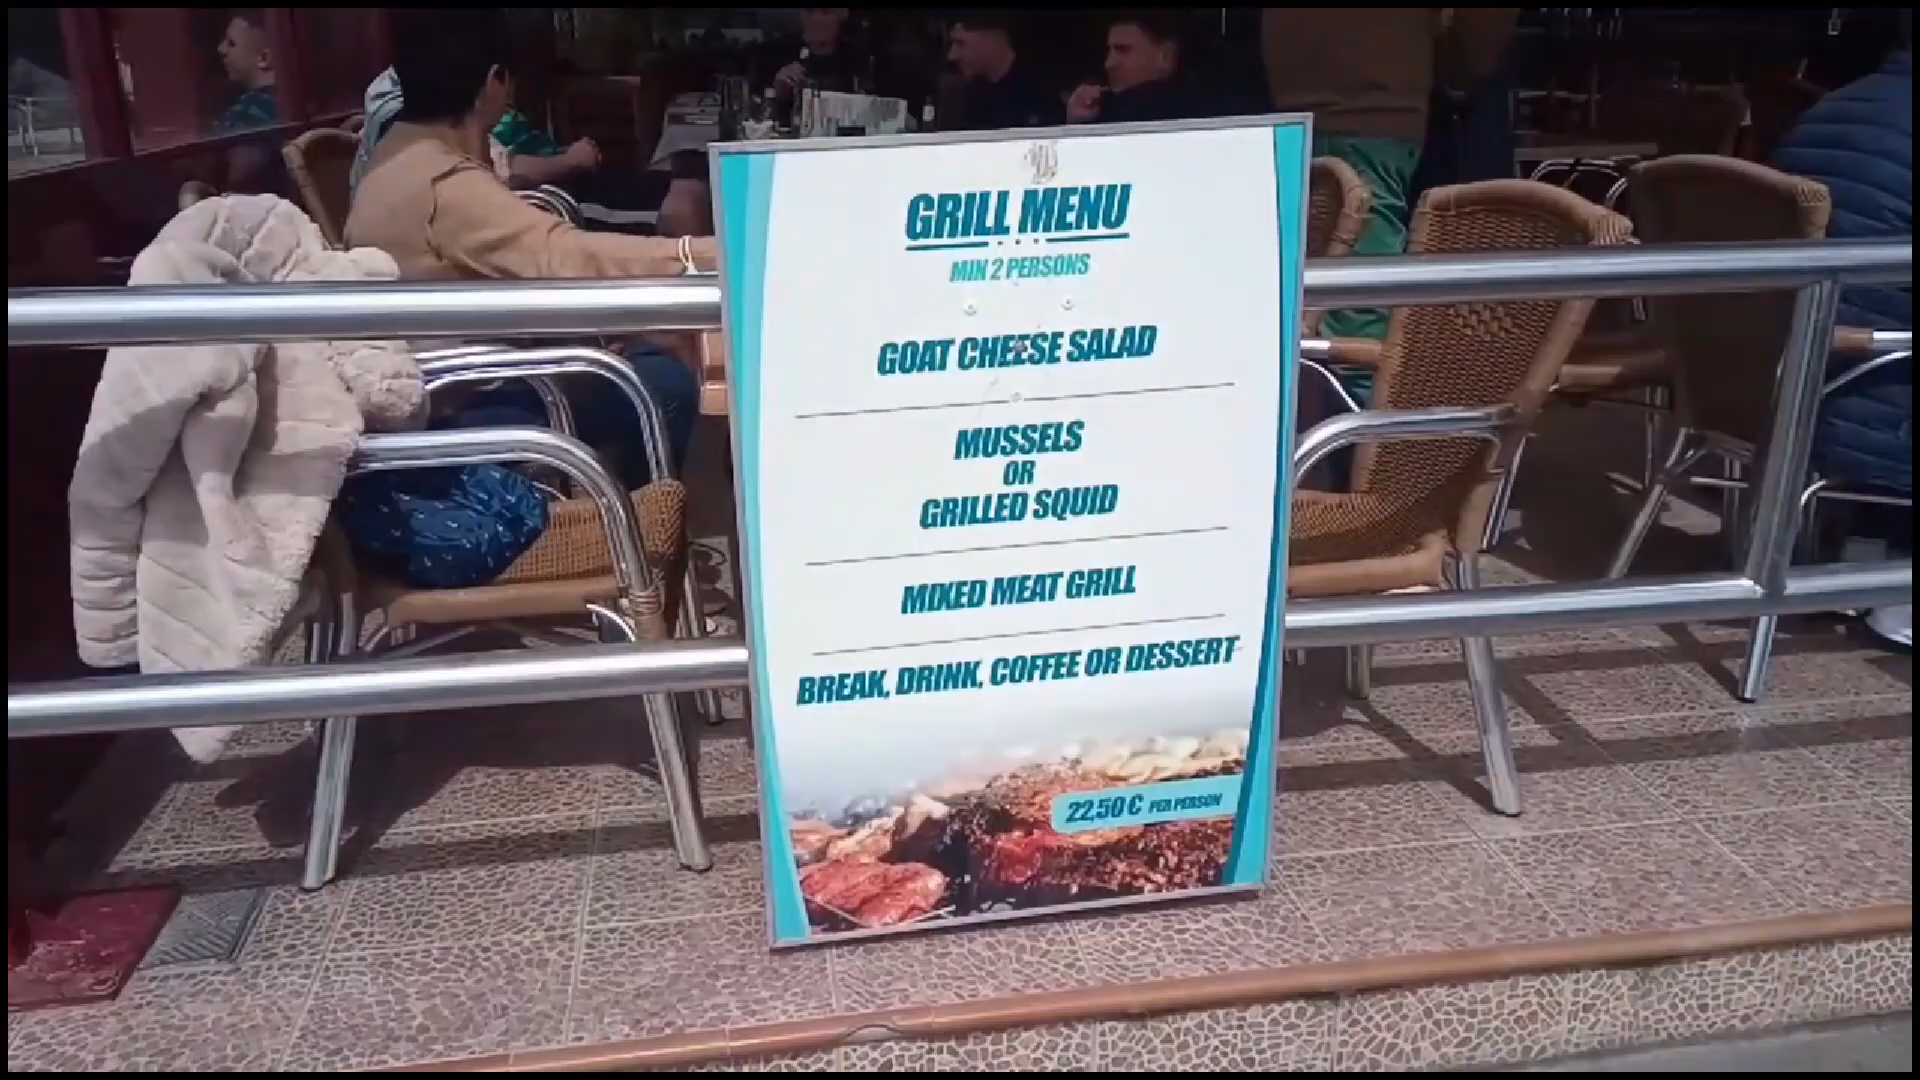 GRILL MENU
MIN 2 PERSONS
GOAT CHEESE SALAD
MUSSELS
OR
GRILLED SQUID
MIXED MEAT GRILL
BREAK, DRINK, COFFEE OR DESSERT
22,50 € PER PERSON